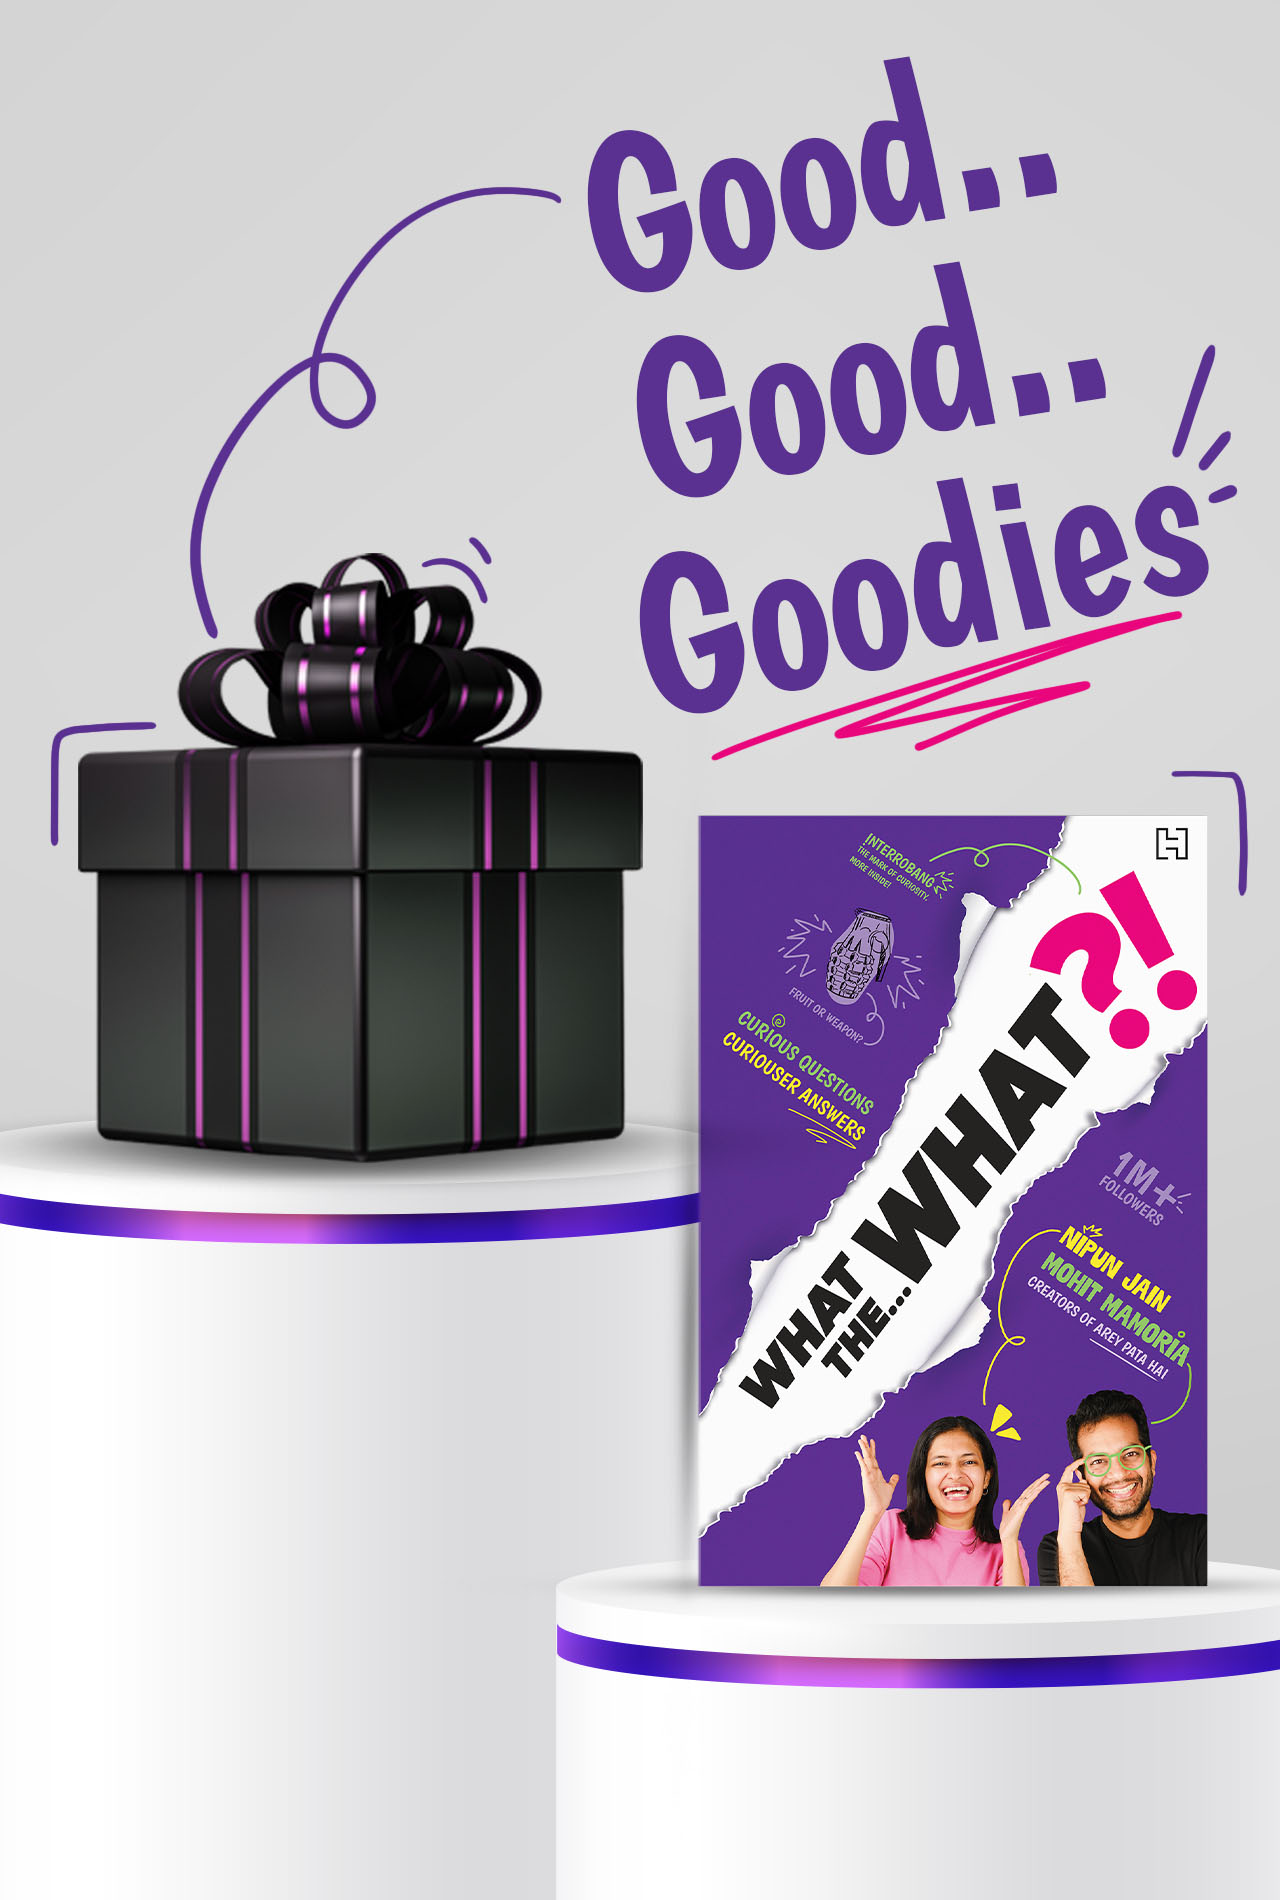 Good..
Good..
Goodies
INTERROBANG
THE MARK OF CURIOSITY.
MORE INSIDE!
FRUIT OR WEAPON?
CURIOUS QUESTIONS
CURIOUSER ANSWERS
WHAT
THE...
WHAT
?!
1M+
FOLLOWERS
NIPUN JAIN
MOHIT MAMORIA
CREATORS OF AREY PATA HAI